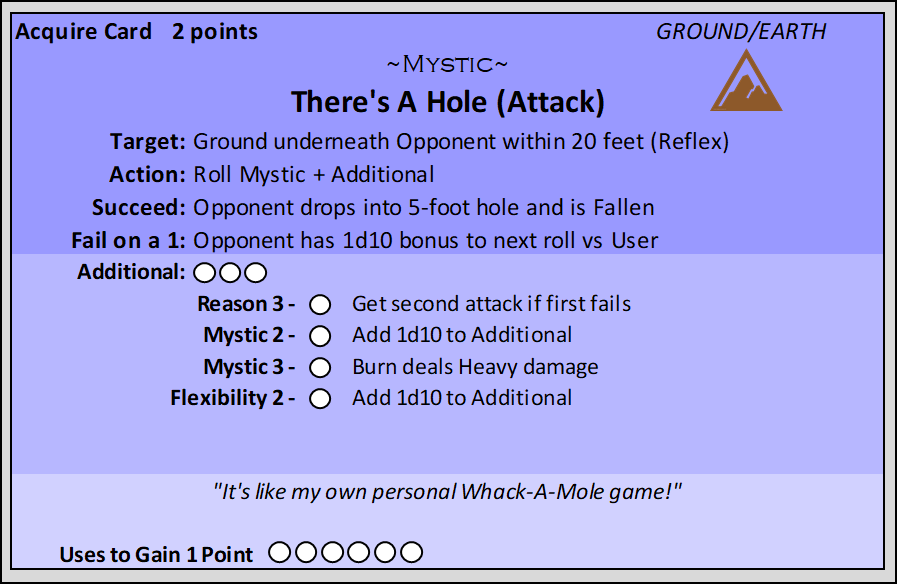 Acquire Card 2 points GROUND/EARTH
~Mystic~
There's A Hole (Attack)
Target: Ground underneath Opponent within 20 feet (Reflex)
Action: Roll Mystic + Additional
Succeed: Opponent drops into 5-foot hole and is Fallen
Fail on a 1: Opponent has 1d10 bonus to next roll vs User
Additional:
Reason 3 - Get second attack if first fails
Mystic 2 - Add 1d10 to Additional
Mystic 3 - Burn deals Heavy damage
Flexibility 2 - Add 1d10 to Additional
"It's like my own personal Whack-A-Mole game!"
Uses to Gain 1 Point